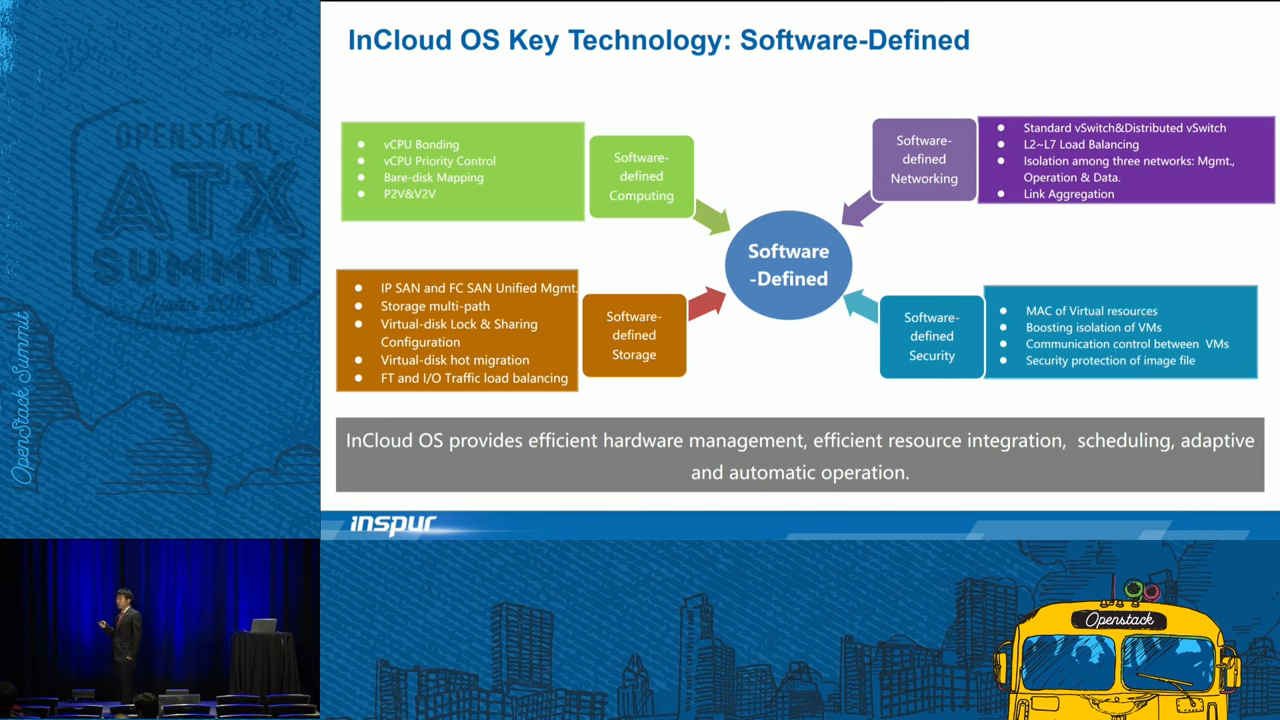 InCloud OS Key Technology: Software-Defined
vCPU Bonding
vCPU Priority Control
Bare-disk Mapping
P2V&V2V
Software-
defined
Computing
Software-
defined
Networking
Standard vSwitch&Distributed vSwitch
L2~L7 Load Balancing
Isolation among three networks: Mgmt.,
Operation & Data.
Link Aggregation
Software
-Defined
IP SAN and FC SAN Unified Mgmt.
Storage multi-path
Virtual-disk Lock & Sharing
Configuration
Virtual-disk hot migration
FT and I/O Traffic load balancing
Software-
defined
Storage
Software-
defined
Security
MAC of Virtual resources
Boosting isolation of VMs
Communication control between VMs
Security protection of image file
InCloud OS provides efficient hardware management, efficient resource integration, scheduling, adaptive
and automatic operation.
inspur
OPENSTACK
ATX
SUMMIT
Austin, 2016
OpenStack Summit
Openstack